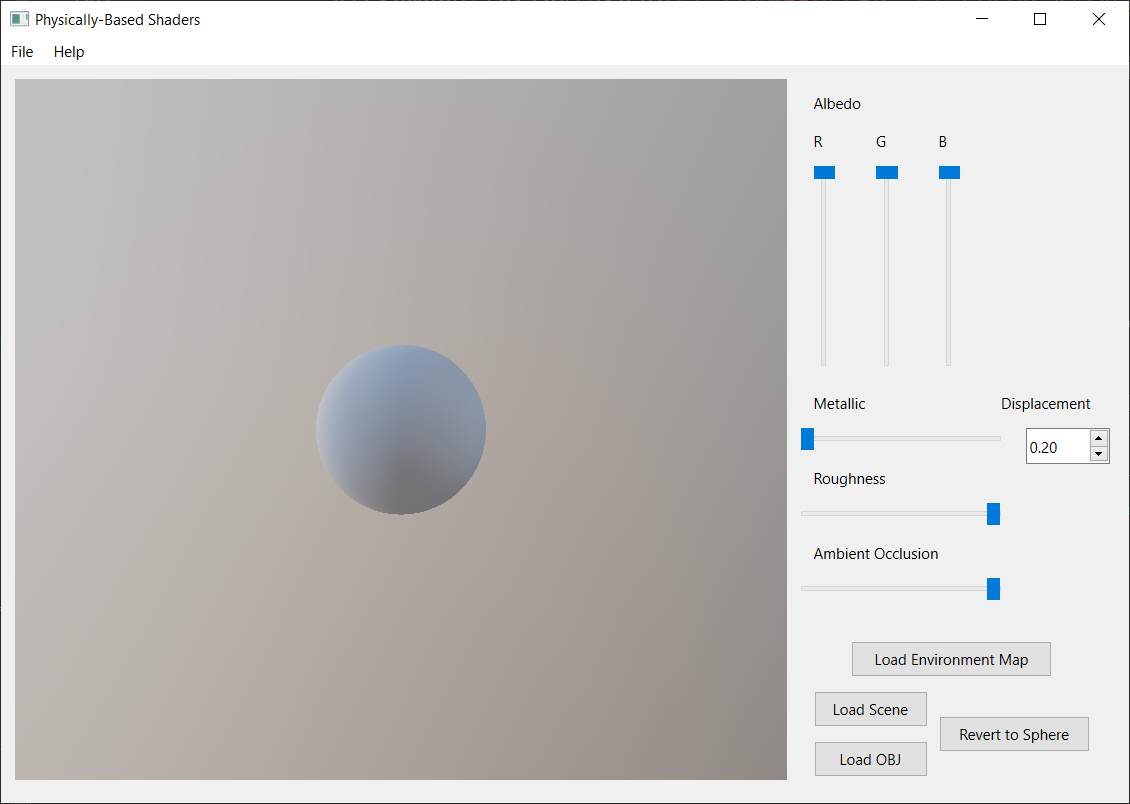 Physically-Based Shaders
File Help
Albedo
R G B
Metallic Displacement
0.20
Roughness
Ambient Occlusion
Load Environment Map
Load Scene
Revert to Sphere
Load OBJ